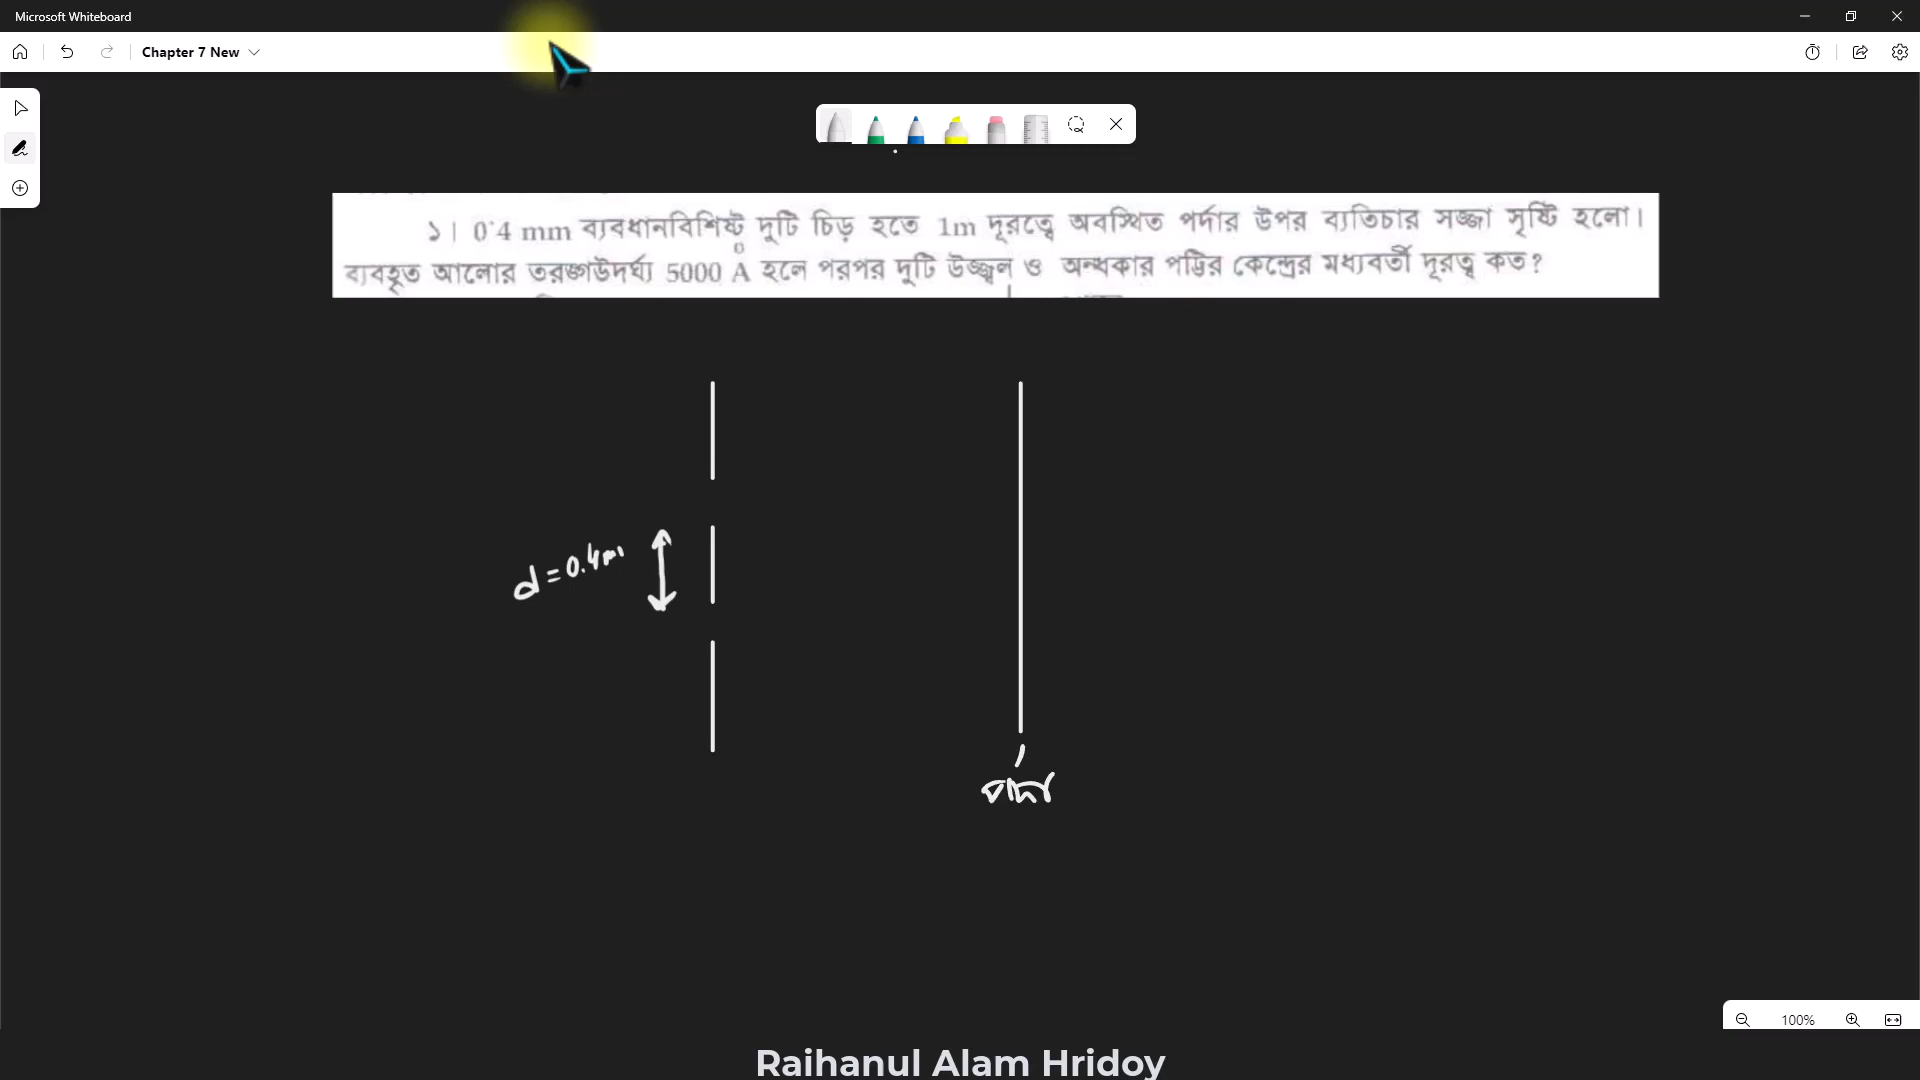 Microsoft Whiteboard
Chapter 7 New
১। 0·4 mm ব্যবধানবিশিষ্ট দুটি চিড় হতে 1m দূরত্বে অবস্থিত পর্দার উপর ব্যতিচার সজ্জা সৃষ্টি হলো।
ব্যবহৃত আলোর তরঙ্গদৈর্ঘ্য 5000 Å হলে পরপর দুটি উজ্জ্বল ও অন্ধকার পট্টির কেন্দ্রের মধ্যবর্তী দূরত্ব কত?
d = 0.4m
পর্দা
100%
Raihanul Alam Hridoy